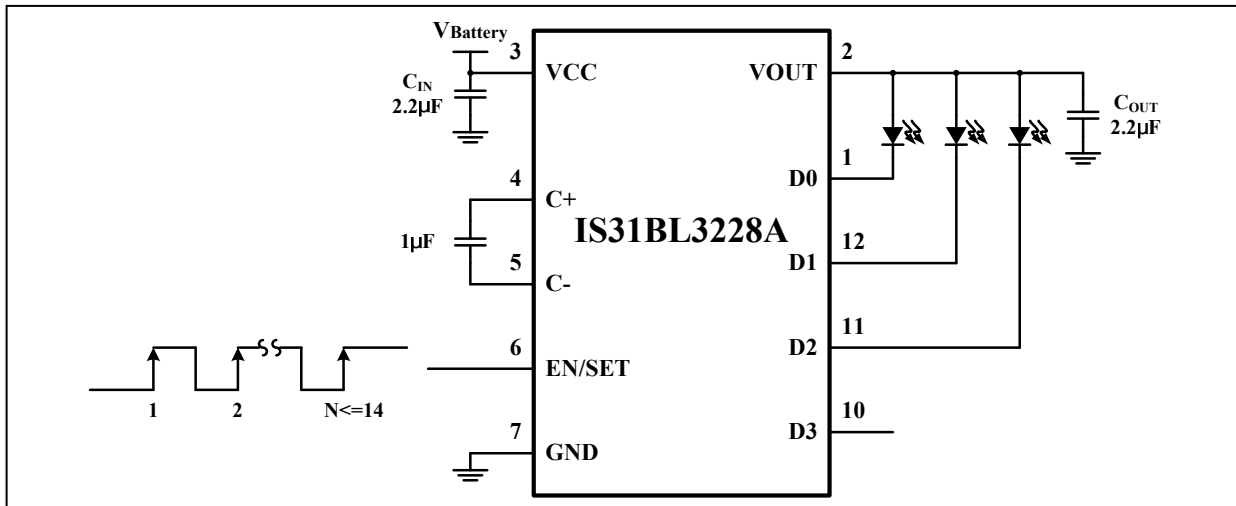 VBattery
3
VCC
CIN
2.2µF
4
C+
1µF
5
C-
6
EN/SET
1
2
N<=14
7
GND
IS31BL3228A
2
VOUT
COUT
2.2µF
1
D0
12
D1
11
D2
10
D3